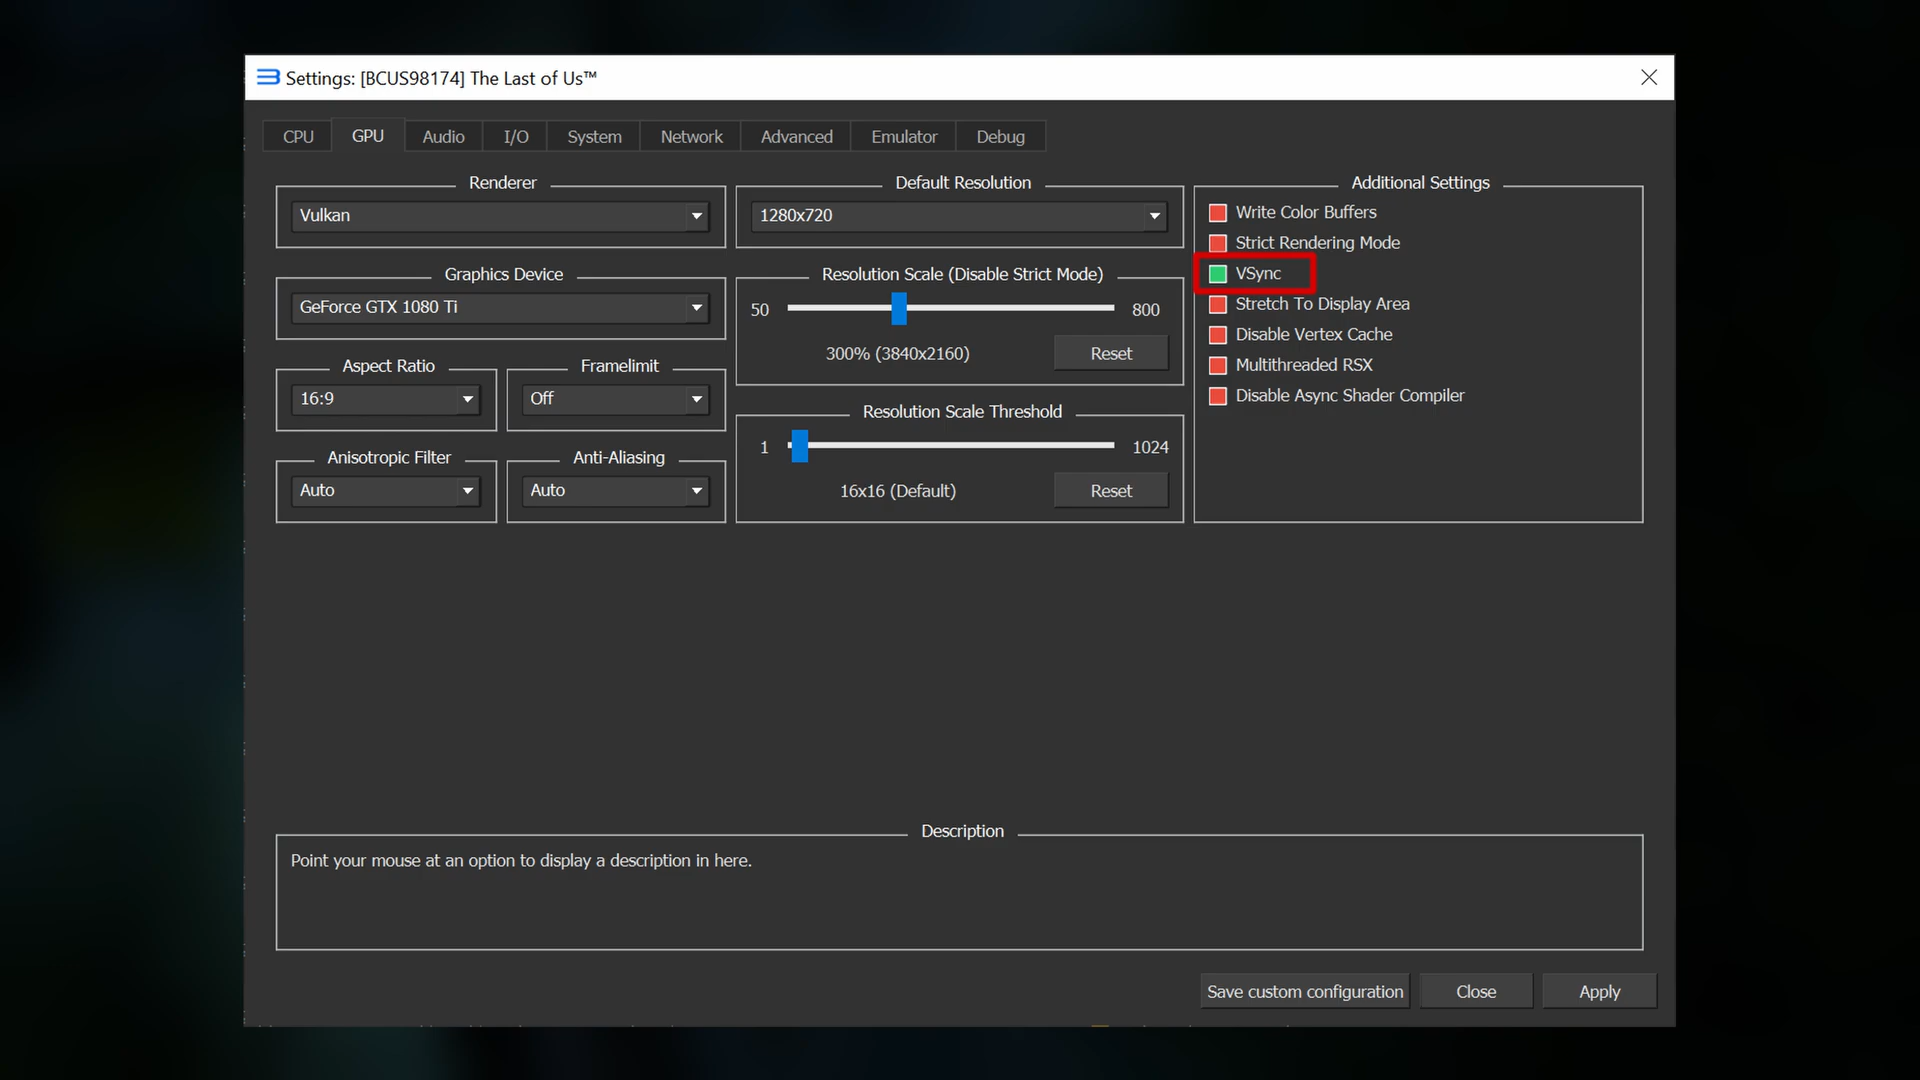 Settings: [BCUS98174] The Last of Us™
CPU GPU Audio I/O System Network Advanced Emulator Debug
Renderer
Vulkan
Graphics Device
GeForce GTX 1080 Ti
Aspect Ratio
16:9
Framelimit
Off
Anisotropic Filter
Auto
Anti-Aliasing
Auto
Default Resolution
1280x720
Resolution Scale (Disable Strict Mode)
50 800
300% (3840x2160) Reset
Resolution Scale Threshold
1 1024
16x16 (Default) Reset
Additional Settings
Write Color Buffers
Strict Rendering Mode
VSync
Stretch To Display Area
Disable Vertex Cache
Multithreaded RSX
Disable Async Shader Compiler
Description
Point your mouse at an option to display a description in here.
Save custom configuration Close Apply